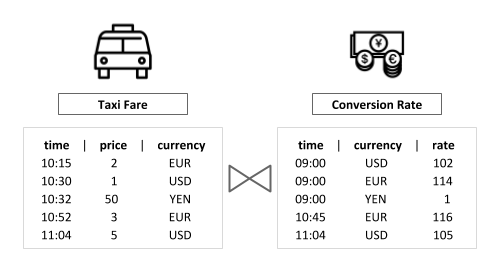 Taxi Fare
time | price | currency
10:15 2 EUR
10:30 1 USD
10:32 50 YEN
10:52 3 EUR
11:04 5 USD
¥
$ €
Conversion Rate
time | currency | rate
09:00 USD 102
09:00 EUR 114
09:00 YEN 1
10:45 EUR 116
11:04 USD 105